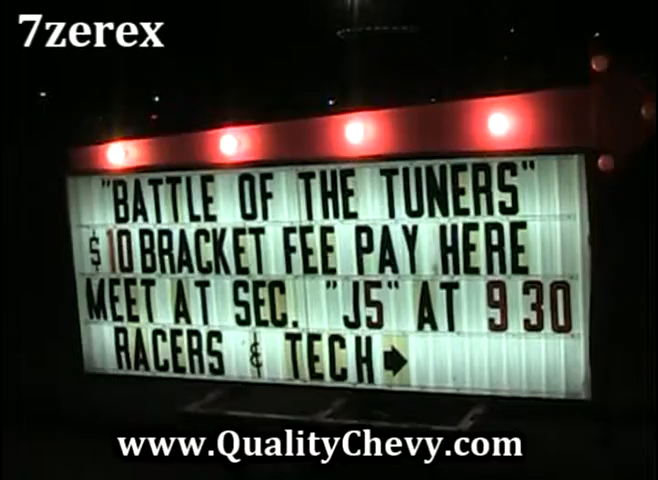 7zerex
"BATTLE OF THE TUNERS"
$10 BRACKET FEE PAY HERE
MEET AT SEC. "J5" AT 9 30
RACERS & TECH➡
www.QualityChevy.com